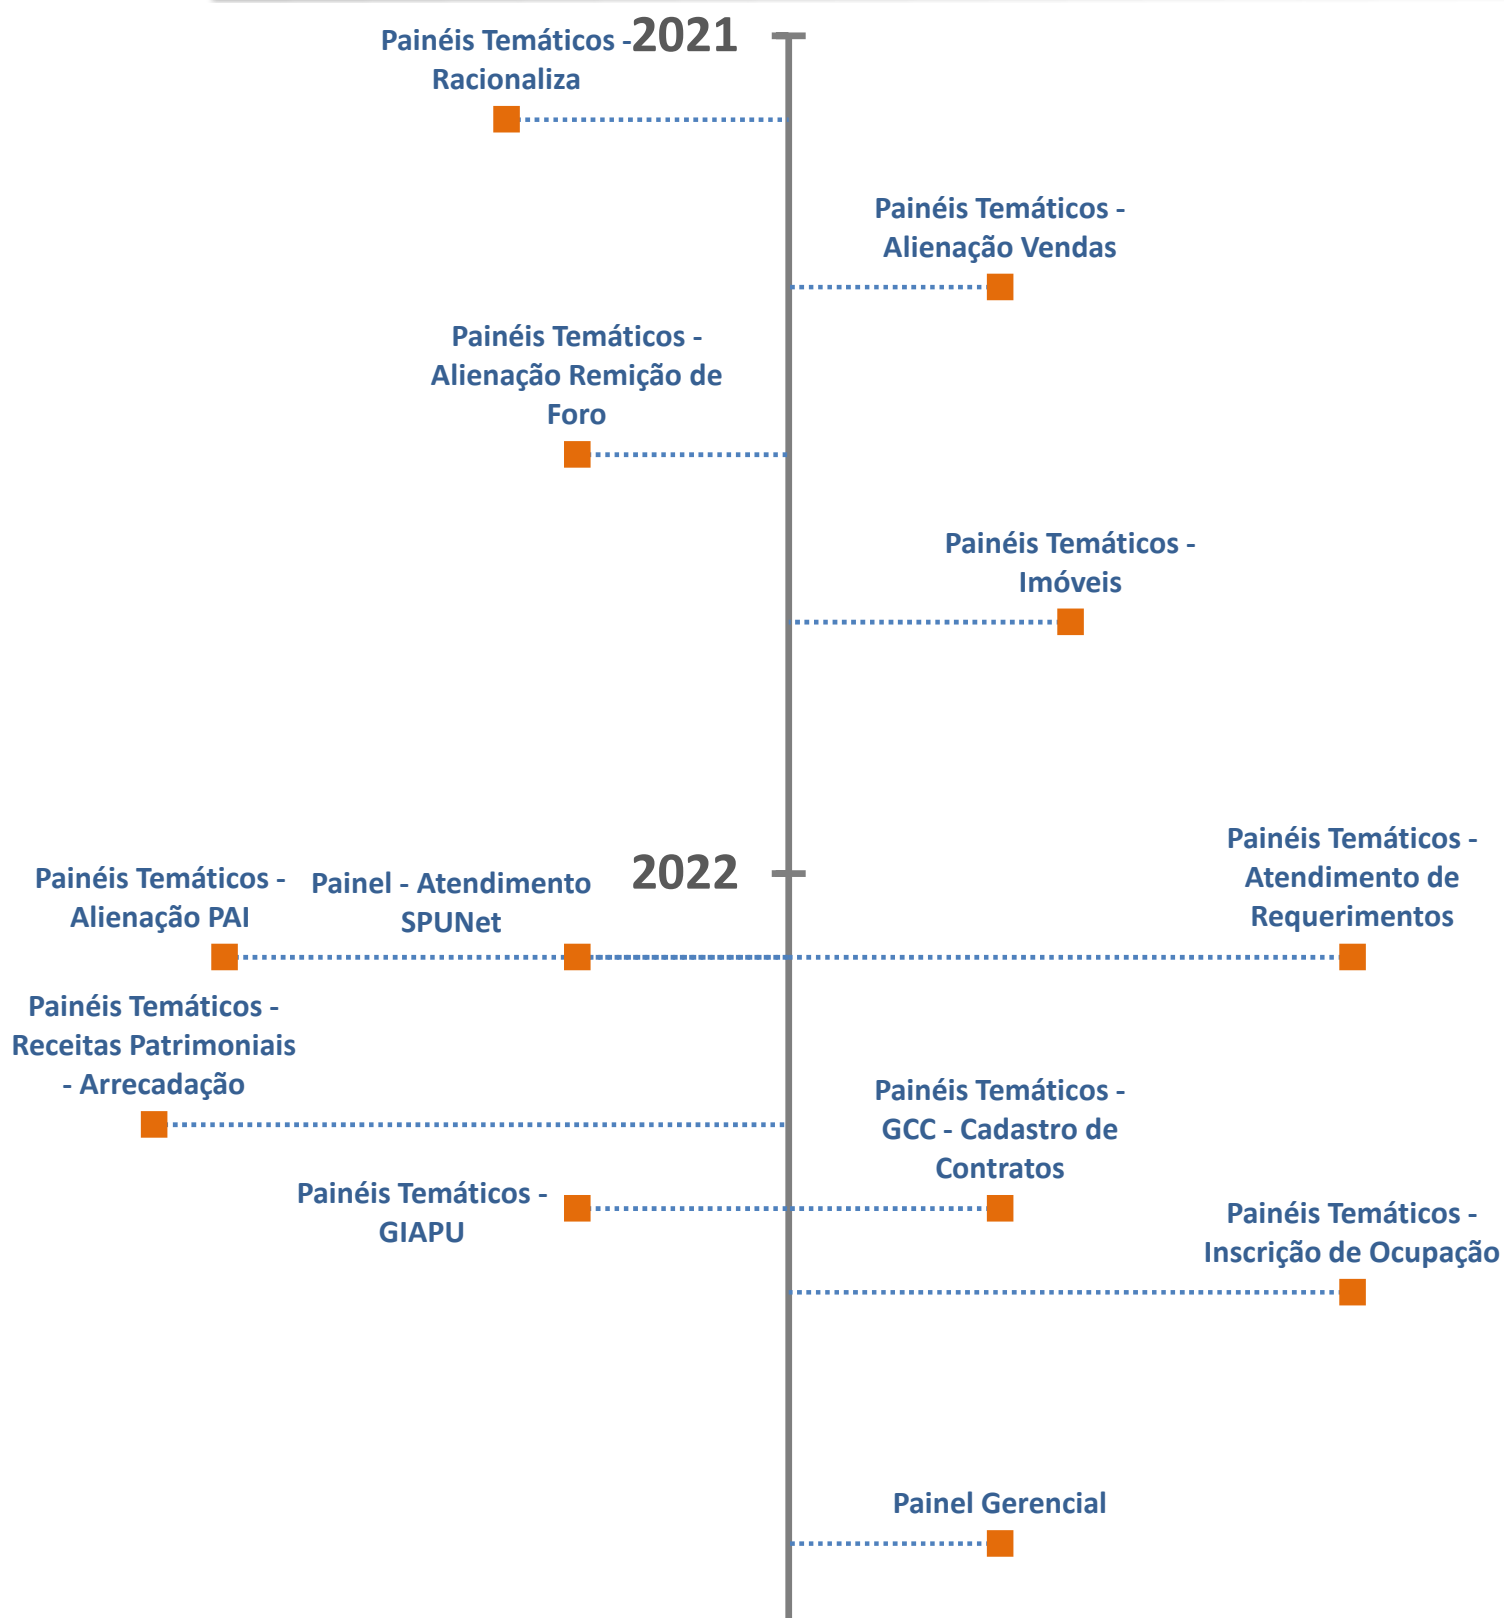 2021
Painéis Temáticos -
Racionaliza
Painéis Temáticos -
Alienação Vendas
Painéis Temáticos -
Alienação Remição de
Foro
Painéis Temáticos -
Imóveis
2022
Painéis Temáticos -
Alienação PAI
Painel - Atendimento
SPUNet
Painéis Temáticos -
Atendimento de
Requerimentos
Painéis Temáticos -
Receitas Patrimoniais
- Arrecadação
Painéis Temáticos -
GCC - Cadastro de
Contratos
Painéis Temáticos -
GIAPU
Painéis Temáticos -
Inscrição de Ocupação
Painel Gerencial